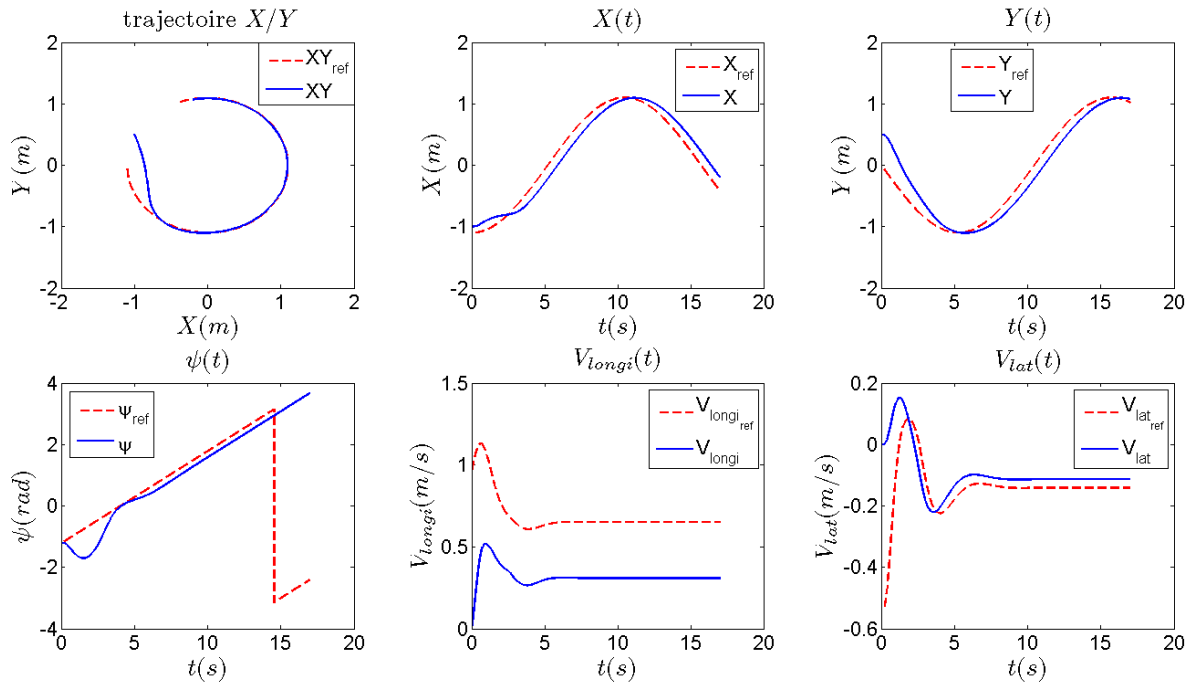 trajectoire X/Y
2
1
0
-1
-2
-2
-1
0
1
2
Y(m)
X(m)
XY_ref
XY
X(t)
2
1
0
-1
-2
0
5
10
15
20
X(m)
t(s)
X_ref
X
Y(t)
2
1
0
-1
-2
0
5
10
15
20
Y(m)
t(s)
Y_ref
Y
ψ(t)
4
2
0
-2
-4
0
5
10
15
20
ψ(rad)
t(s)
Ψ_ref
Ψ
V_longi(t)
1.5
1
0.5
0
0
5
10
15
20
V_longi(m/s)
t(s)
V_longi_ref
V_longi
V_lat(t)
0.2
0
-0.2
-0.4
-0.6
0
5
10
15
20
V_lat(m/s)
t(s)
V_lat_ref
V_lat